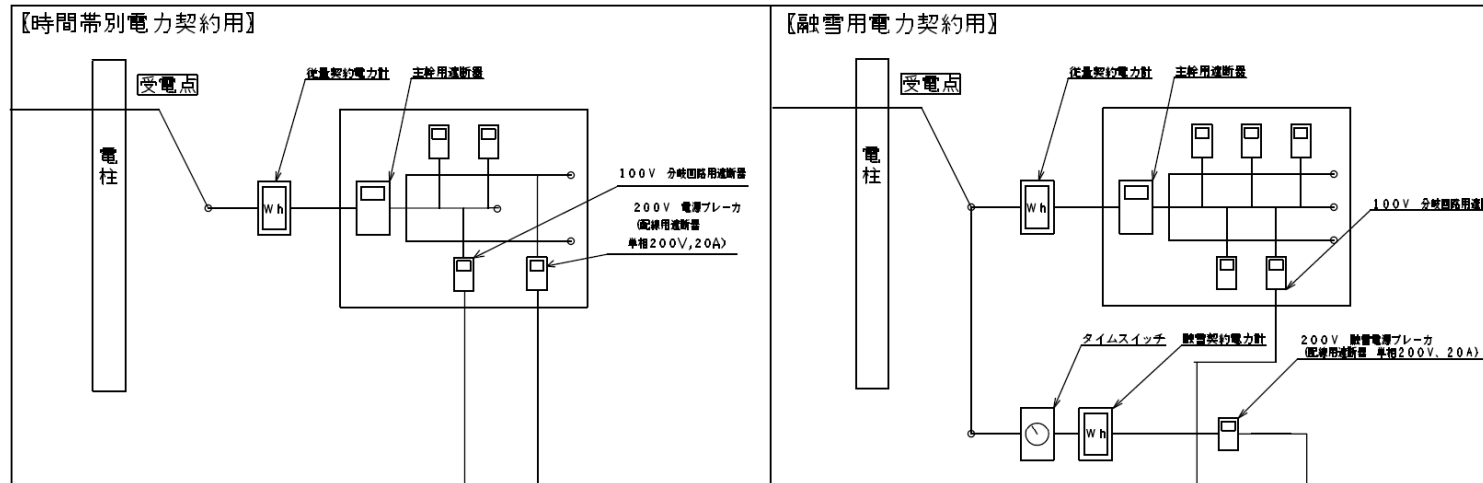 【時間帯別電力契約用】
受電点
従量契約電力計
主幹用遮断器
電柱
Wh
100V 分岐回路用遮断器
200V 電源ブレーカ
(配線用遮断器
単相200V,20A)
【融雪用電力契約用】
受電点
従量契約電力計
主幹用遮断器
電柱
Wh
100V 分岐回路用遮
タイムスイッチ
融雪契約電力計
200V 融雪電源ブレーカ
(配線用遮断器 単相200V、20A)
Wh